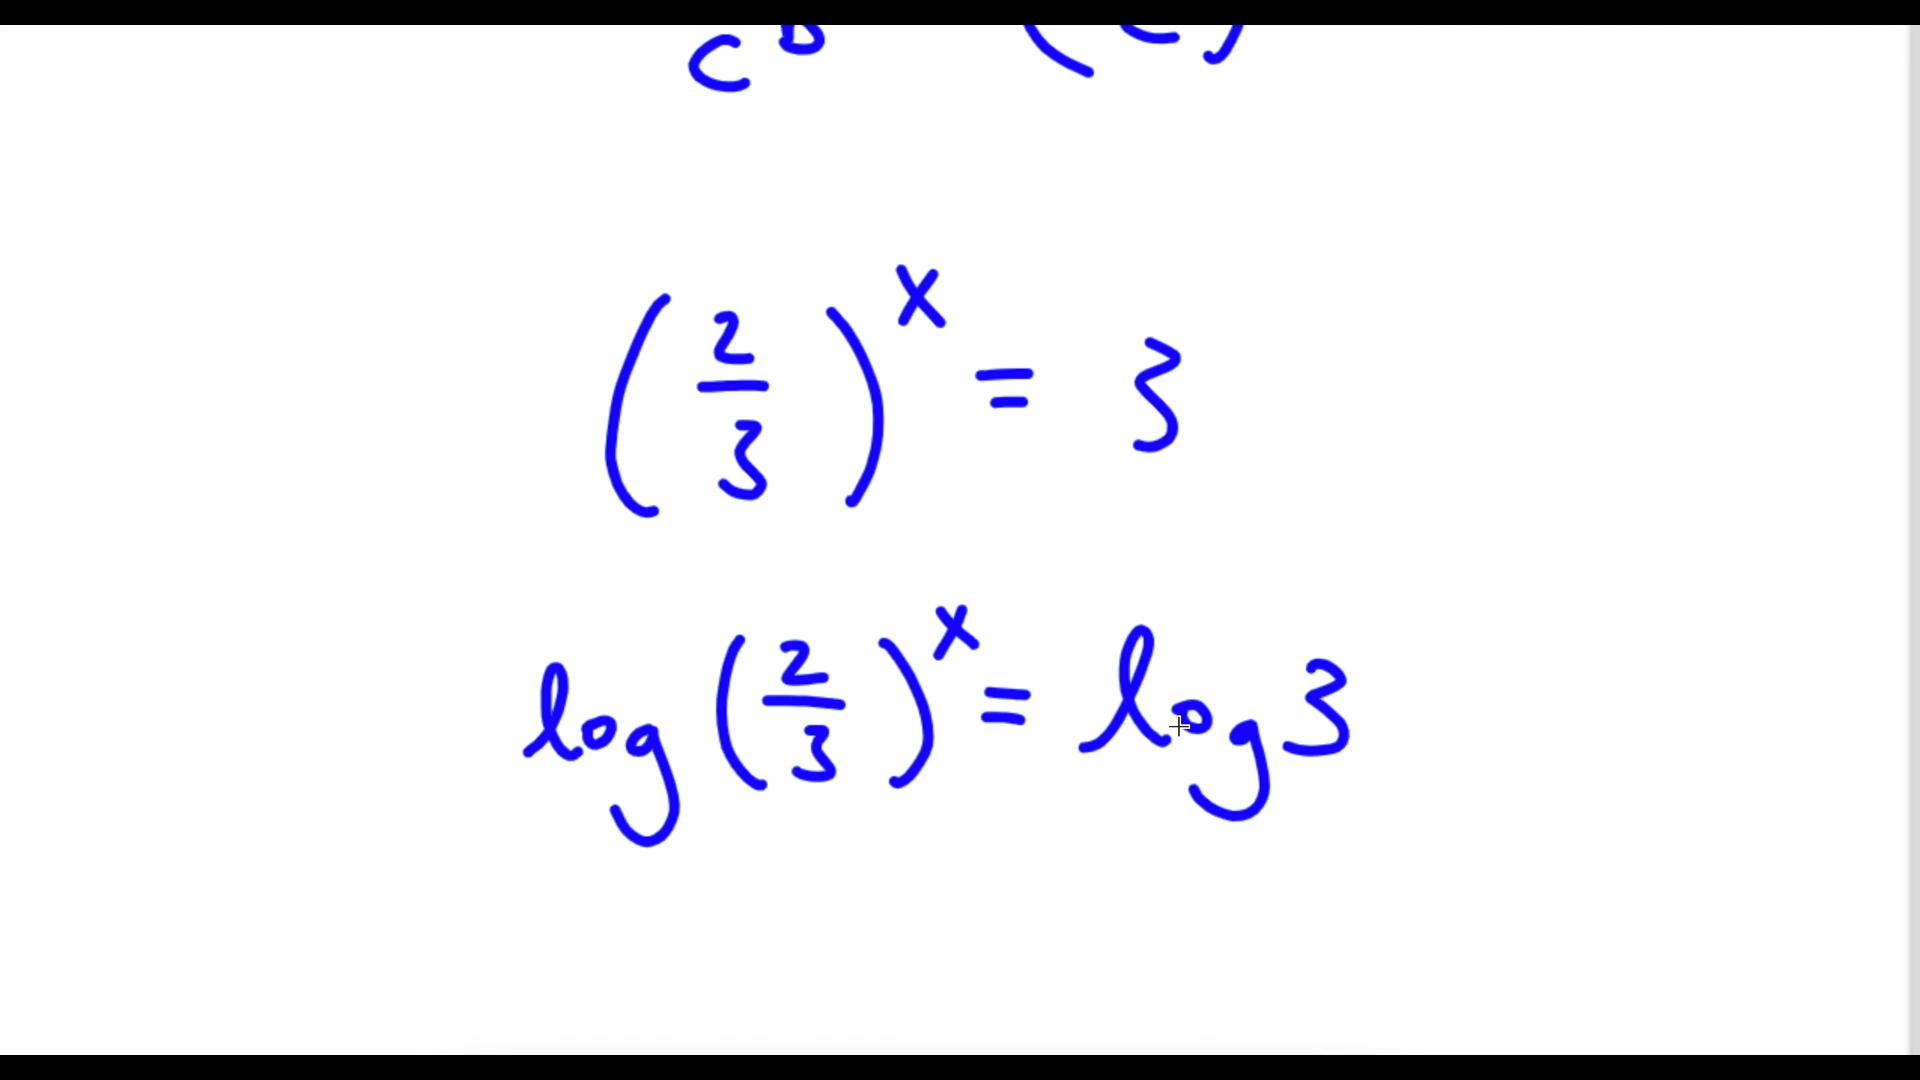 c^b (c)
(2/3)^x = 3
log (2/3)^x = log 3